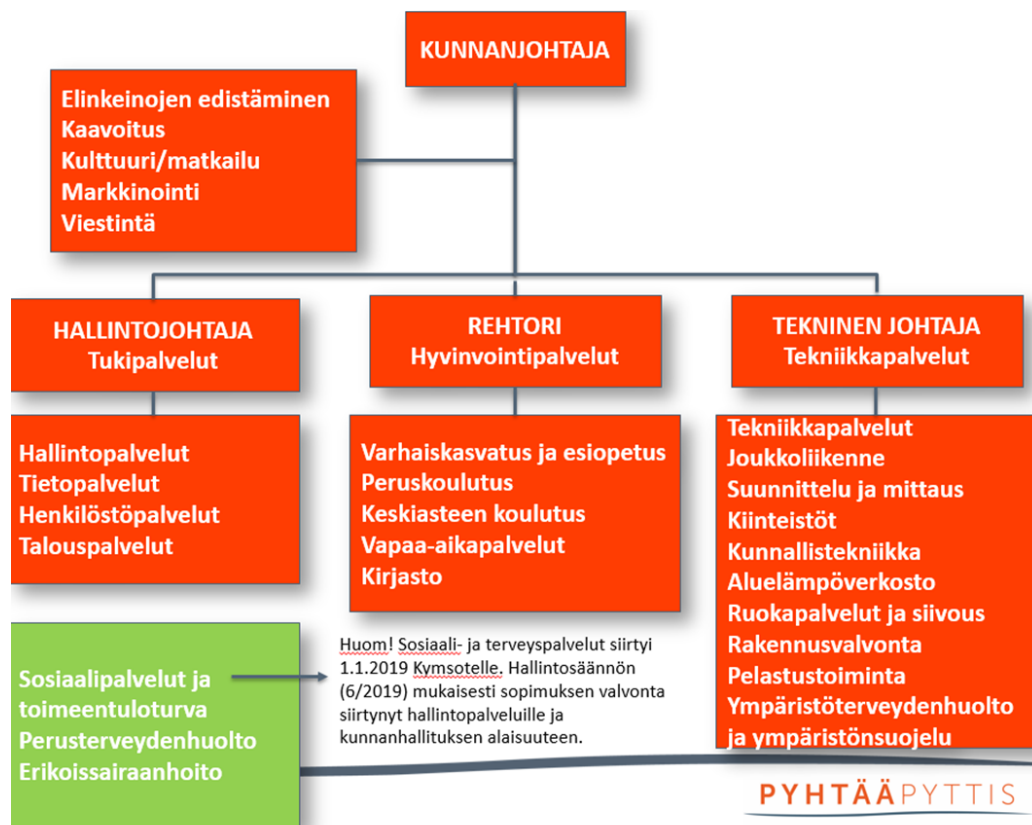 KUNNANJOHTAJA
Elinkeinojen edistäminen
Kaavoitus
Kulttuuri/matkailu
Markkinointi
Viestintä
HALLINTOJOHTAJA
Tukipalvelut
REHTORI
Hyvinvointipalvelut
TEKNINEN JOHTAJA
Tekniikkapalvelut
Hallintopalvelut
Tietopalvelut
Henkilöstöpalvelut
Talouspalvelut
Varhaiskasvatus ja esiopetus
Peruskoulutus
Keskiasteen koulutus
Vapaa-aikapalvelut
Kirjasto
Tekniikkapalvelut
Joukkoliikenne
Suunnittelu ja mittaus
Kiinteistöt
Kunnallistekniikka
Aluelämpöverkosto
Ruokapalvelut ja siivous
Rakennusvalvonta
Pelastustoiminta
Ympäristöterveydenhuolto
ja ympäristönsuojelu
Sosiaalipalvelut ja
toimeentuloturva
Perusterveydenhuolto
Erikoissairaanhoito
Huom! Sosiaali- ja terveyspalvelut siirtyi
1.1.2019 Kymsotelle. Hallintosäännön
(6/2019) mukaisesti sopimuksen valvonta
siirtynyt hallintopalveluille ja
kunnanhallituksen alaisuuteen.
PYHTÄÄPYTTIS